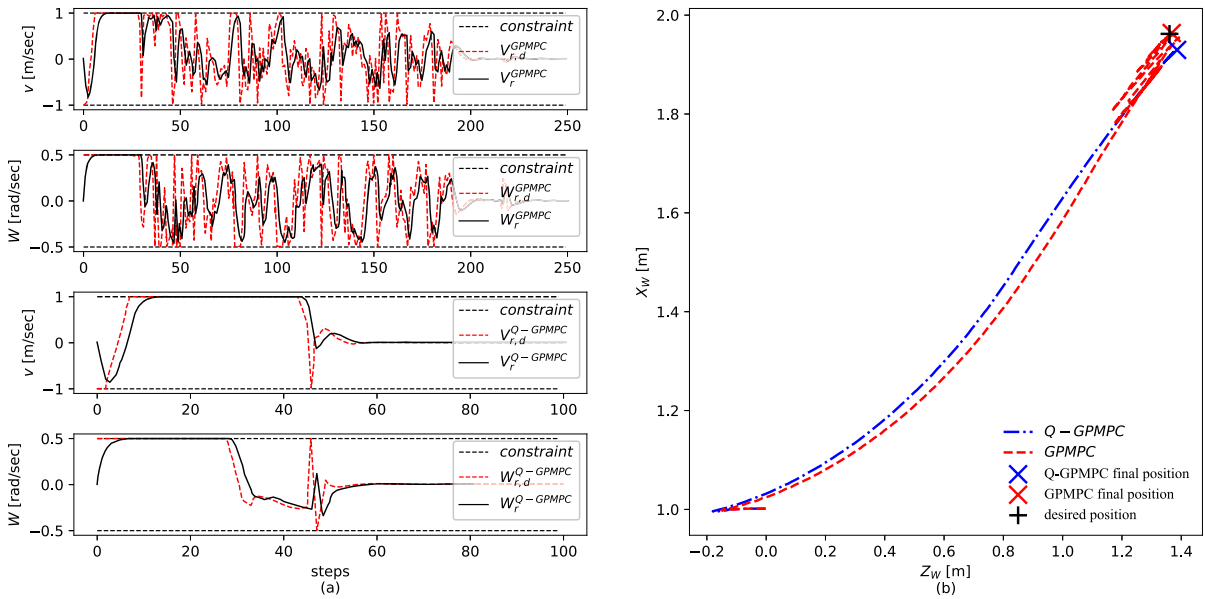 1
0
−1
v [m/sec]
constraint
V_{r,d}^{GPMPC}
V_r^{GPMPC}
0 50 100 150 200 250
0.5
0.0
−0.5
W [rad/sec]
constraint
W_{r,d}^{GPMPC}
W_r^{GPMPC}
0 50 100 150 200 250
1
0
−1
v [m/sec]
constraint
V_{r,d}^{Q−GPMPC}
V_r^{Q−GPMPC}
0 20 40 60 80 100
0.5
0.0
−0.5
W [rad/sec]
constraint
W_{r,d}^{Q−GPMPC}
W_r^{Q−GPMPC}
0 20 40 60 80 100
steps
(a)
2.0
1.8
1.6
1.4
1.2
1.0
X_W [m]
Q − GPMPC
GPMPC
Q-GPMPC final position
GPMPC final position
desired position
−0.2 0.0 0.2 0.4 0.6 0.8 1.0 1.2 1.4
Z_W [m]
(b)